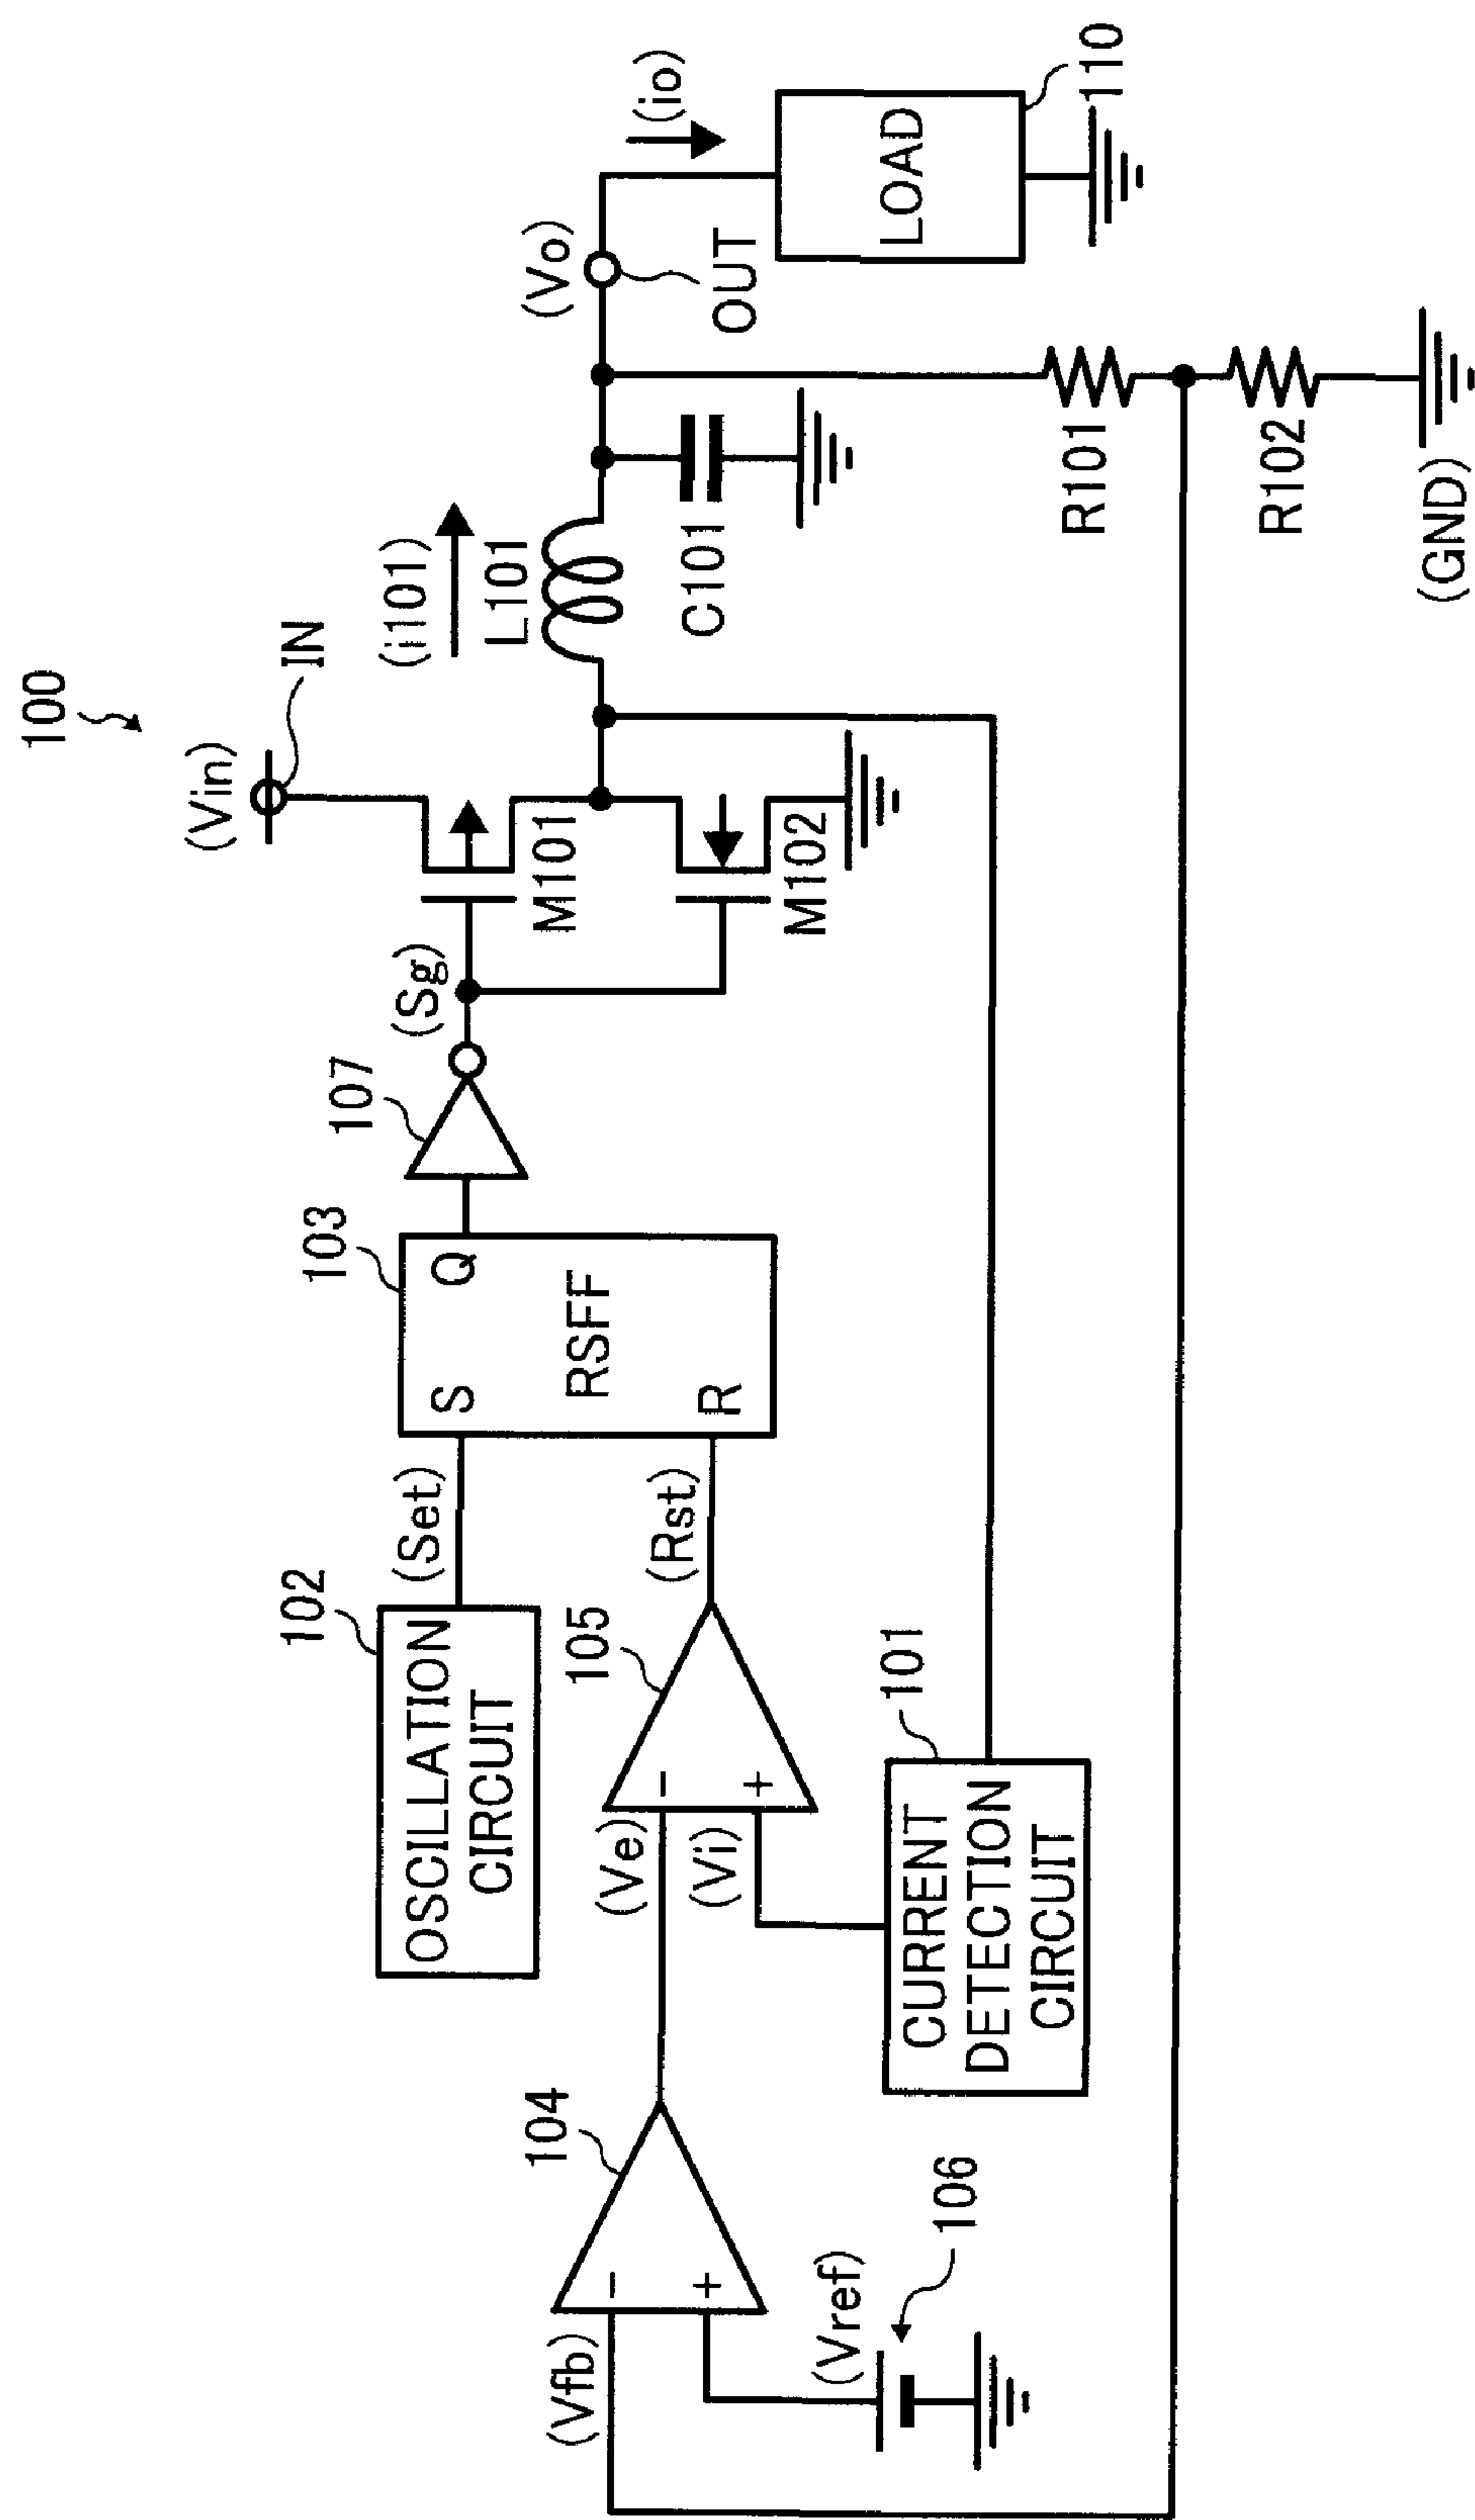 100
(Vin)
IN
(i101)
L101
(Vo)
OUT
(io)
LOAD
110
C101
R101
R102
(GND)
M101
M102
(Sg)
107
103
S
Q
RSFF
R
(Set)
(Rst)
102
OSCILLATION
CIRCUIT
105
-
+
(Ve)
(Vi)
101
CURRENT
DETECTION
CIRCUIT
104
-
+
(Vfb)
(Vref)
106